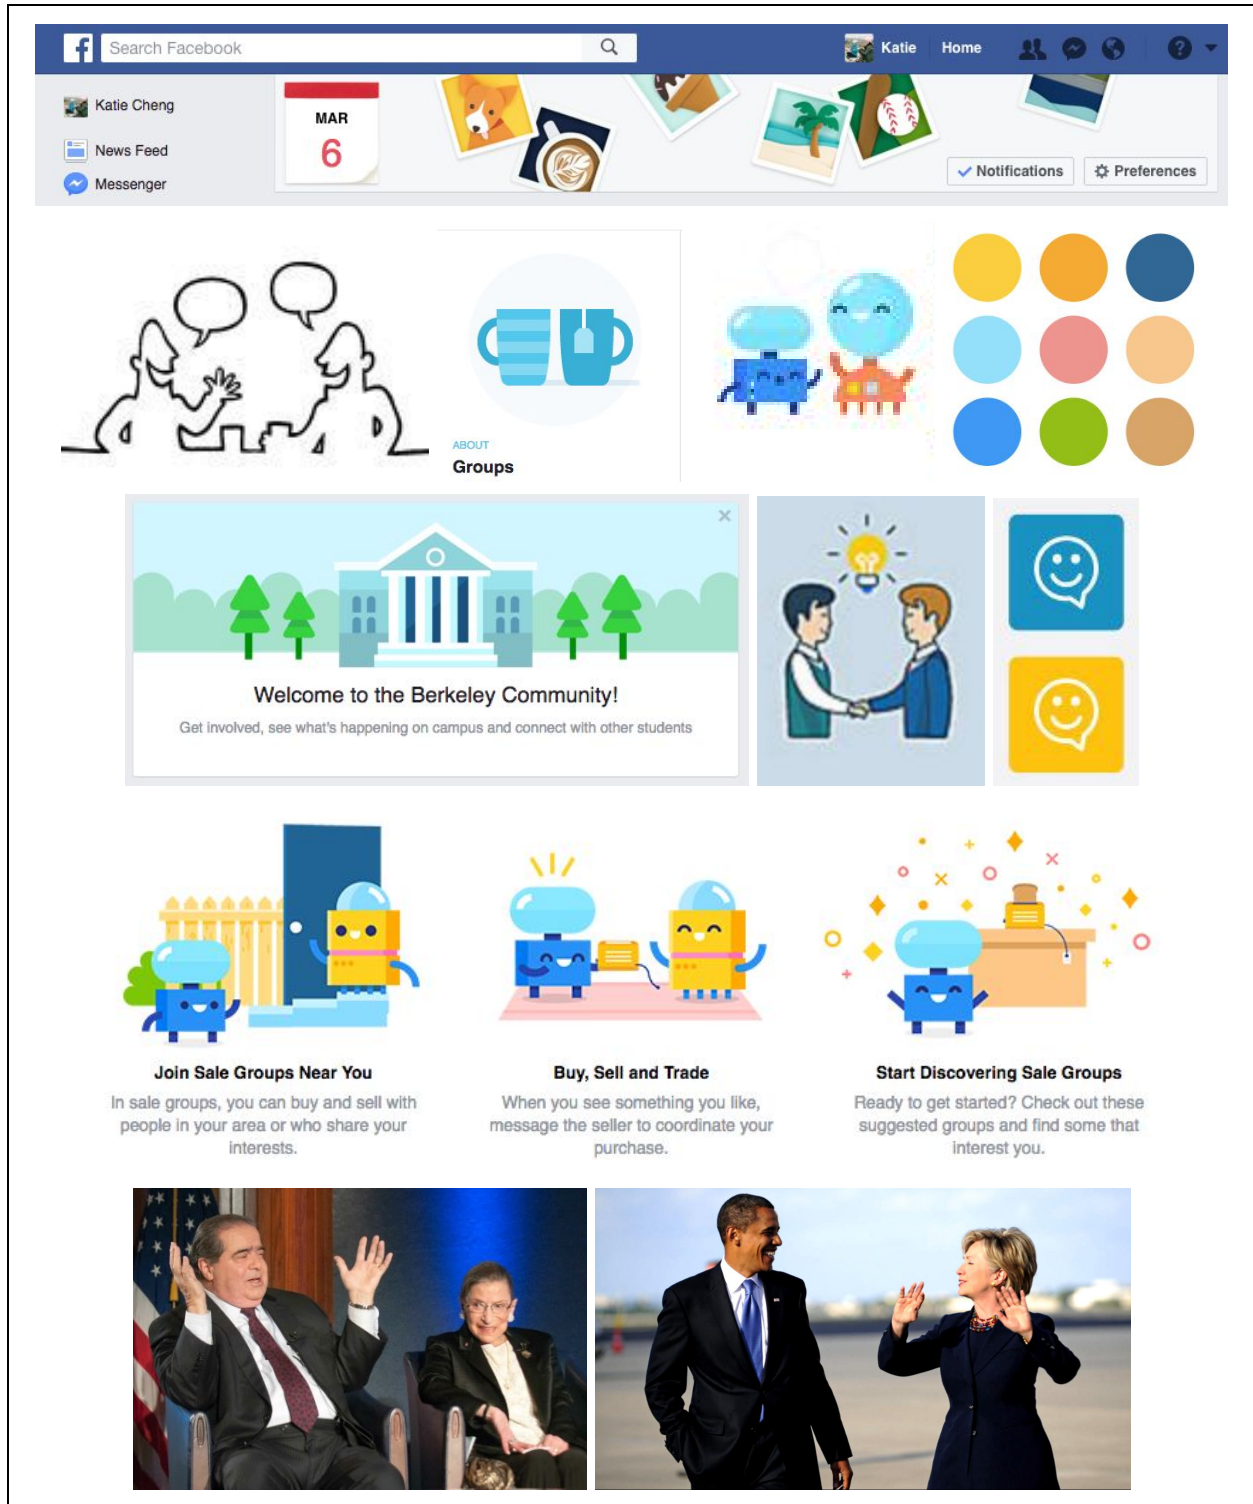 f Search Facebook
Katie Home
Katie Cheng
News Feed
Messenger
MAR
6
Notifications Preferences
ABOUT
Groups
Welcome to the Berkeley Community!
Get involved, see what's happening on campus and connect with other students
Join Sale Groups Near You
In sale groups, you can buy and sell with
people in your area or who share your
interests.
Buy, Sell and Trade
When you see something you like,
message the seller to coordinate your
purchase.
Start Discovering Sale Groups
Ready to get started? Check out these
suggested groups and find some that
interest you.